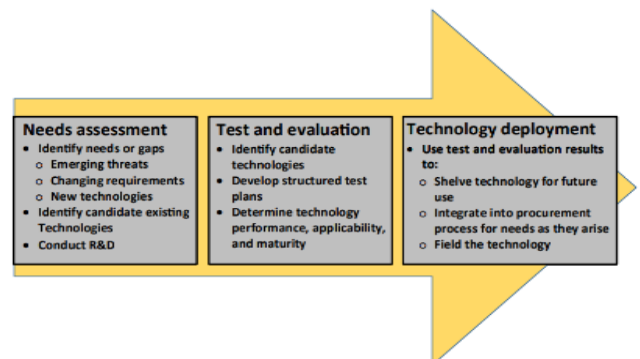 Needs assessment
• Identify needs or gaps
o Emerging threats
o Changing requirements
o New technologies
• Identify candidate existing
Technologies
• Conduct R&D
Test and evaluation
• Identify candidate
technologies
• Develop structured test
plans
• Determine technology
performance, applicability,
and maturity
Technology deployment
• Use test and evaluation results
to:
o Shelve technology for future
use
o Integrate into procurement
process for needs as they arise
o Field the technology